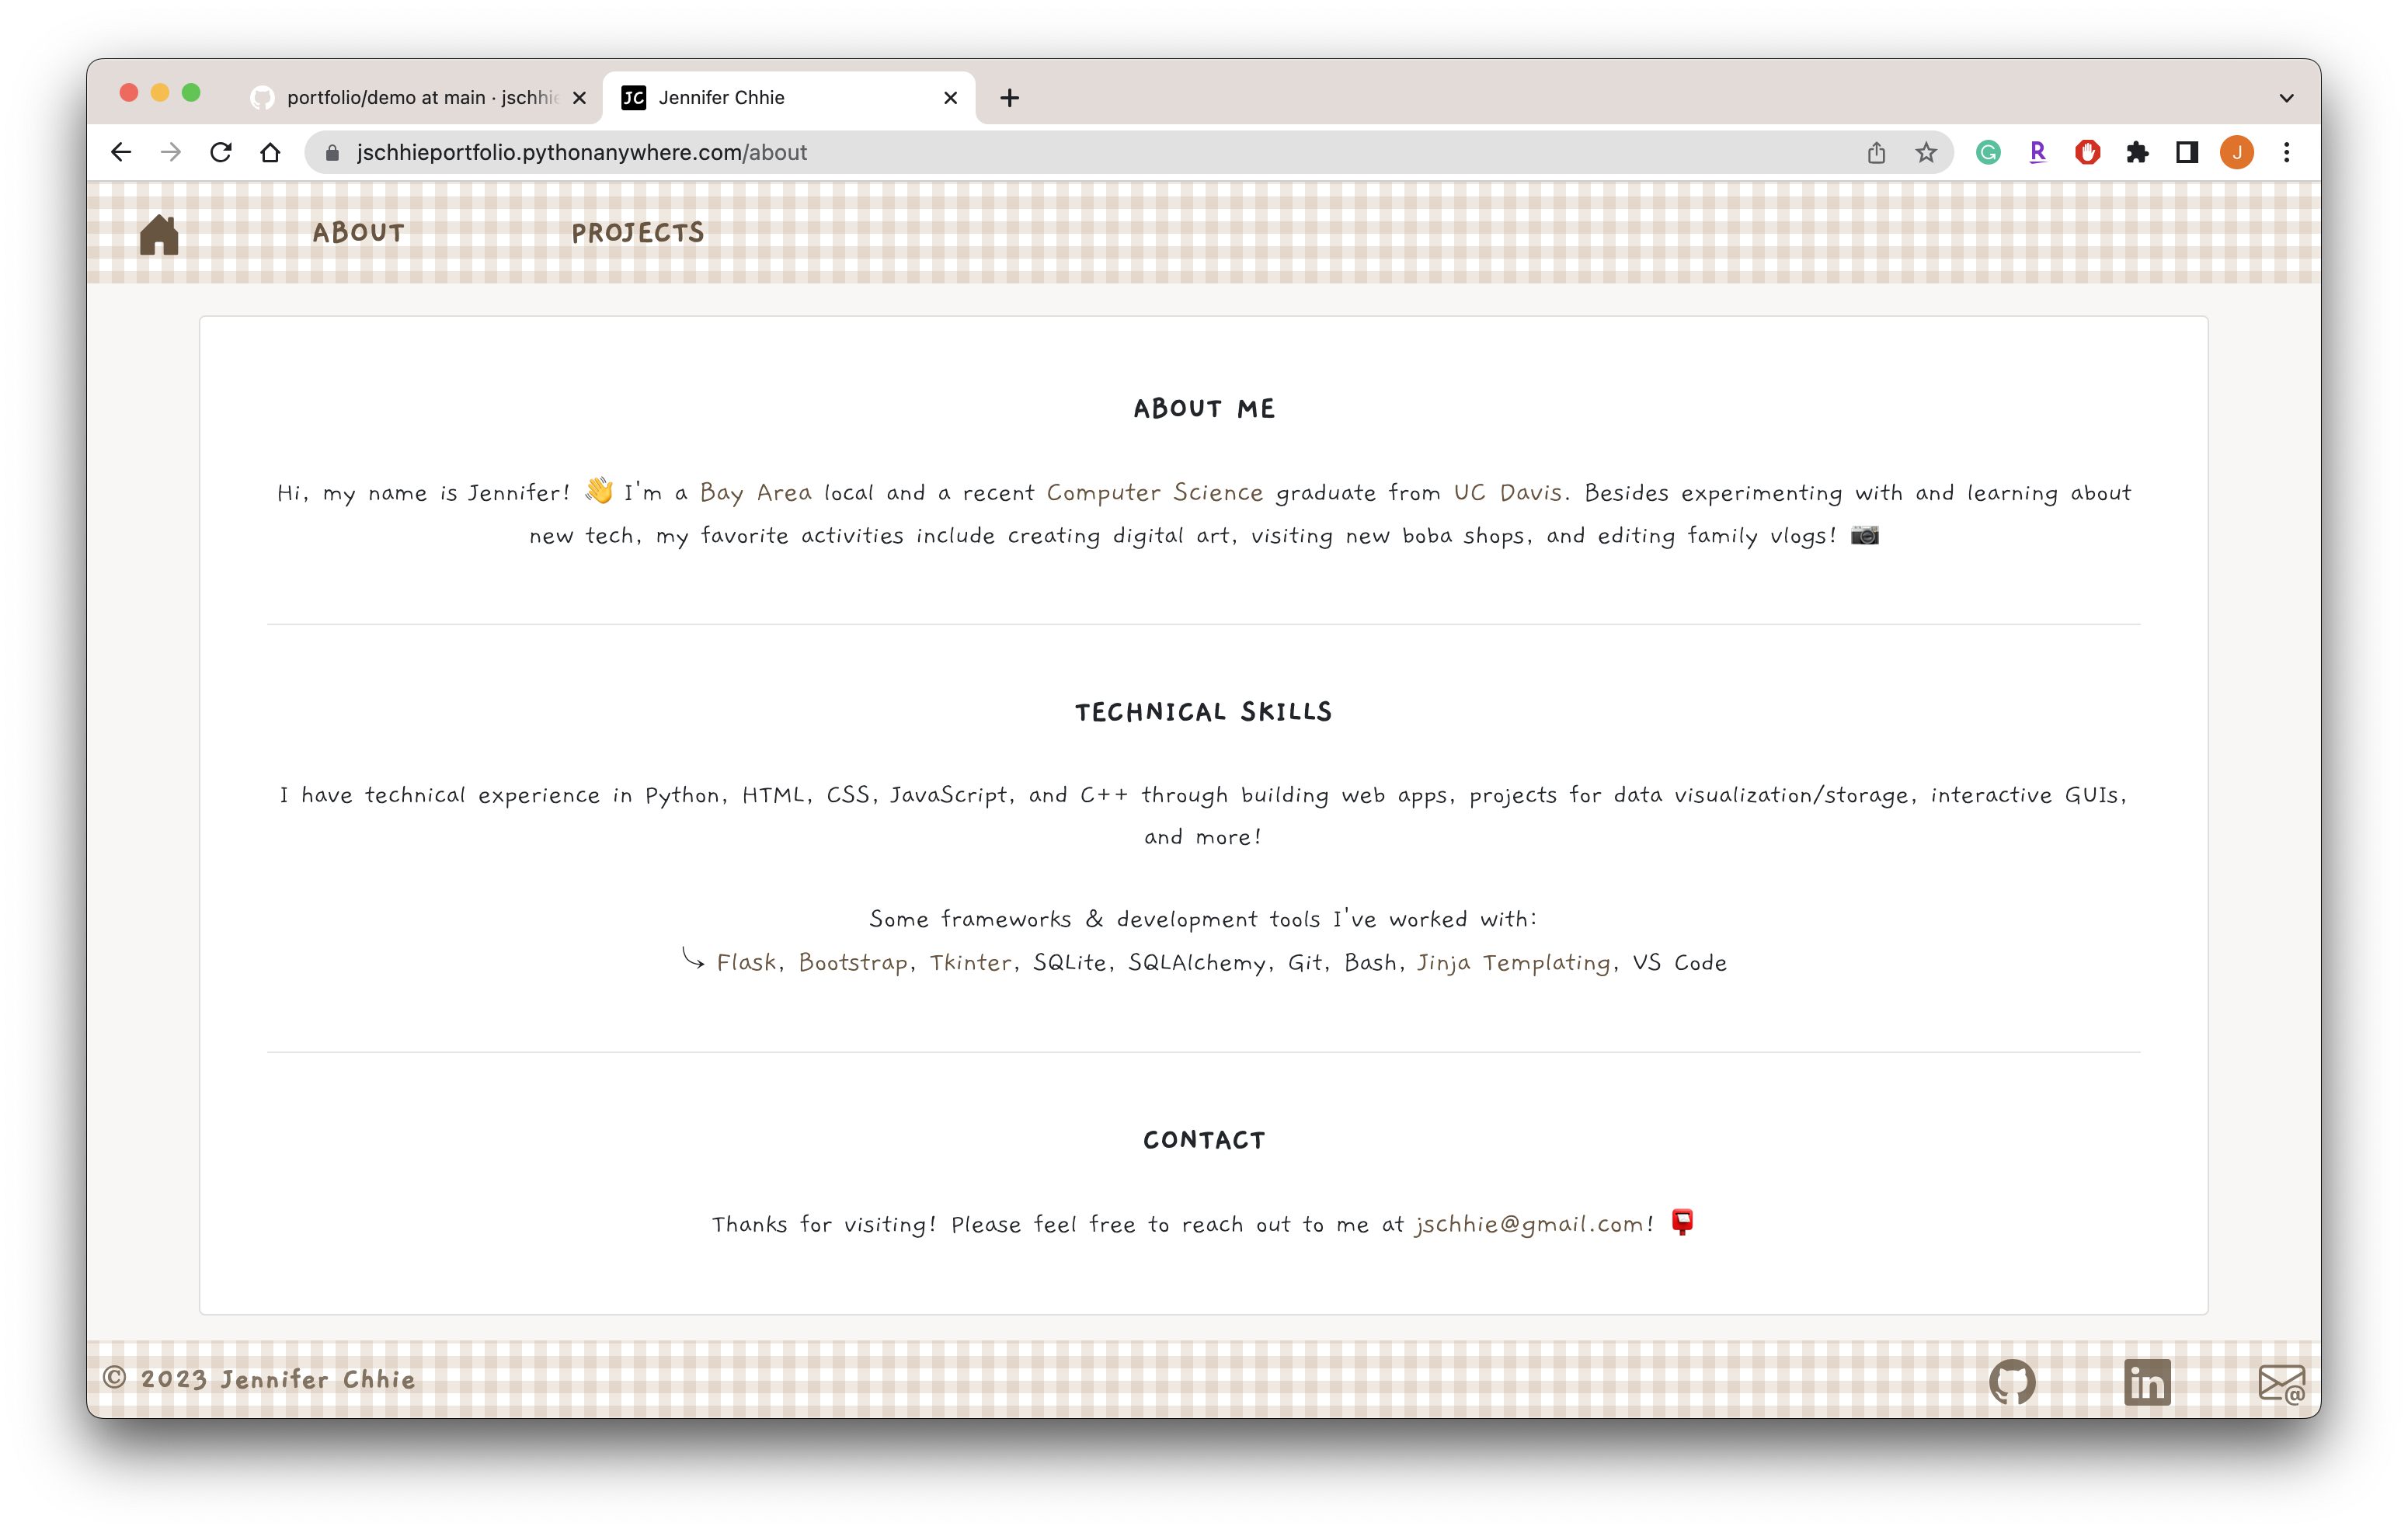 portfolio/demo at main · jschhie
JC Jennifer Chhie
jschhieportfolio.pythonanywhere.com/about
R
J
ABOUT PROJECTS
ABOUT ME
Hi, my name is Jennifer! 👋 I'm a Bay Area local and a recent Computer Science graduate from UC Davis. Besides experimenting with and learning about
new tech, my favorite activities include creating digital art, visiting new boba shops, and editing family vlogs! 📷
TECHNICAL SKILLS
I have technical experience in Python, HTML, CSS, JavaScript, and C++ through building web apps, projects for data visualization/storage, interactive GUIs,
and more!
Some frameworks & development tools I've worked with:
Flask, Bootstrap, Tkinter, SQLite, SQLAlchemy, Git, Bash, Jinja Templating, VS Code
CONTACT
Thanks for visiting! Please feel free to reach out to me at jschhie@gmail.com! 📮
© 2023 Jennifer Chhie
in